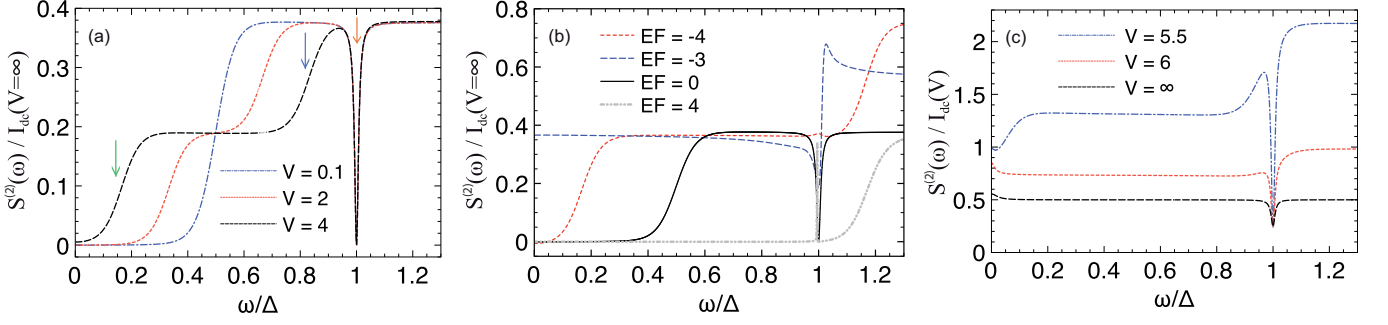 S⁽²⁾(ω) / I_dc(V=∞)
0.4
0.3
0.2
0.1
0
(a)
V = 0.1
V = 2
V = 4
0 0.2 0.4 0.6 0.8 1 1.2
ω/Δ
S⁽²⁾(ω) / I_dc(V=∞)
0.8
0.6
0.4
0.2
0
(b)
EF = -4
EF = -3
EF = 0
EF = 4
0 0.2 0.4 0.6 0.8 1 1.2
ω/Δ
S⁽²⁾(ω) / I_dc(V)
2
1.5
1
0.5
0
(c)
V = 5.5
V = 6
V = ∞
0 0.2 0.4 0.6 0.8 1 1.2
ω/Δ